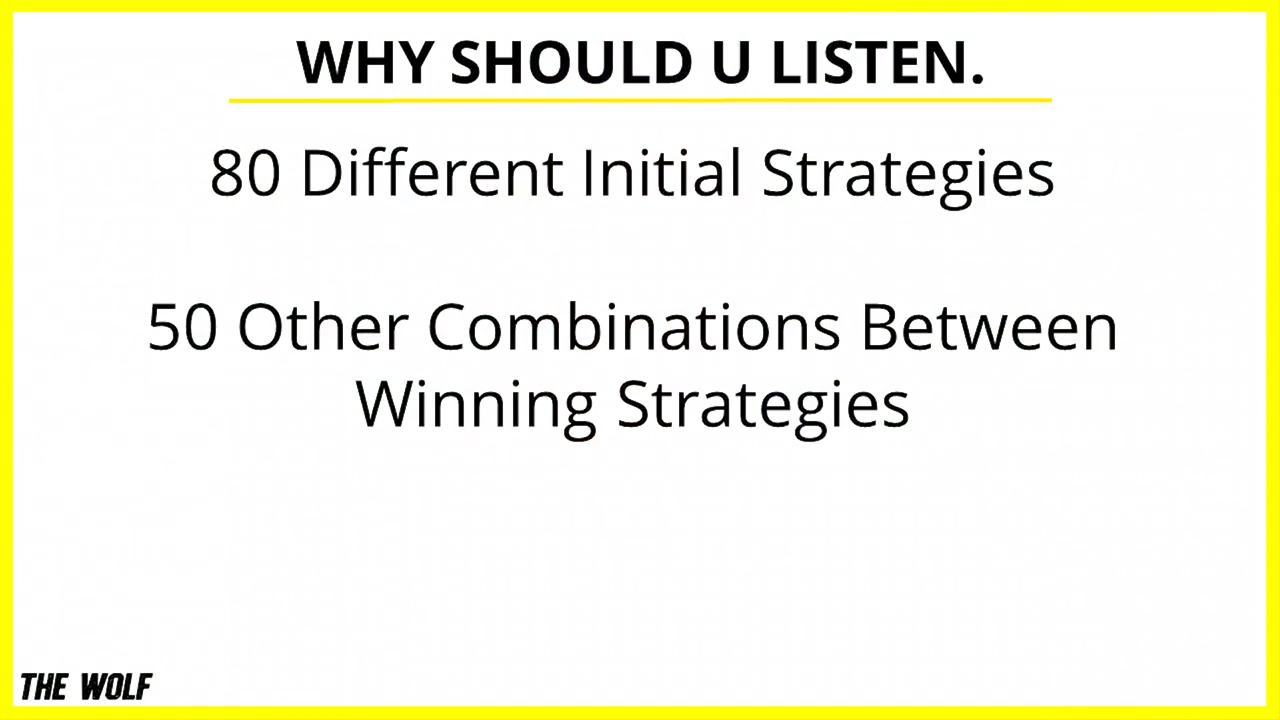 WHY SHOULD U LISTEN.
80 Different Initial Strategies
50 Other Combinations Between
Winning Strategies
THE WOLF